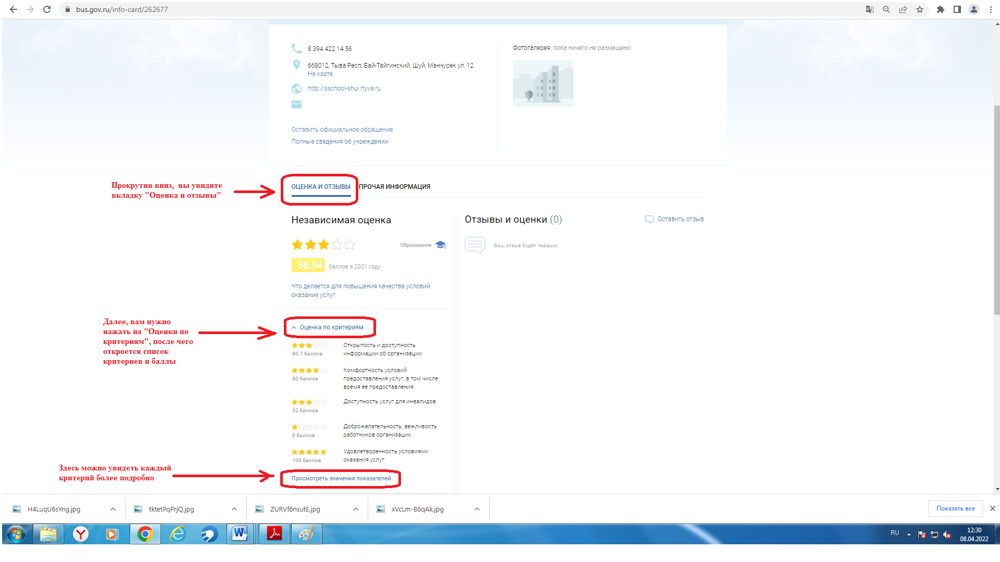 bus.gov.ru/info-card/262677
8 394 422 14 56
668012, Тыва Респ, Бай-Тайгинский, Шуй, Манчурек ул, 12
На карте
http://sschool-shui.rtyva.ru
Оставить официальное обращение
Полные сведения об учреждении
Фотогалерея: пока ничего не размещено
Прокрутив вниз, вы увидите
вкладку "Оценка и отзывы"
ОЦЕНКА И ОТЗЫВЫ
ПРОЧАЯ ИНФОРМАЦИЯ
Независимая оценка
Образование
58,54 баллов в 2021 году
Что делается для повышения качества условий
оказания услуг
Отзывы и оценки (0)
Оставить отзыв
Ваш отзыв будет первым
Далее, вам нужно
нажать на "Оценки по
критериям", после чего
откроется список
критериев и баллы
Оценка по критериям
60.7 баллов
Открытость и доступность
информации об организации
80 баллов
Комфортность условий
предоставления услуг, в том числе
время ее предоставления
52 баллов
Доступность услуг для инвалидов
0 баллов
Доброжелательность, вежливость
работников организации
100 баллов
Удовлетворенность условиями
оказания услуг
Здесь можно увидеть каждый
критерий более подробно
Просмотреть значения показателей
H4LuqU6sYng.jpg
tktetPqPrjQ.jpg
ZURVf6nsutE.jpg
xVcLm-B6qAk.jpg
Показать все
RU
12:30
08.04.2022